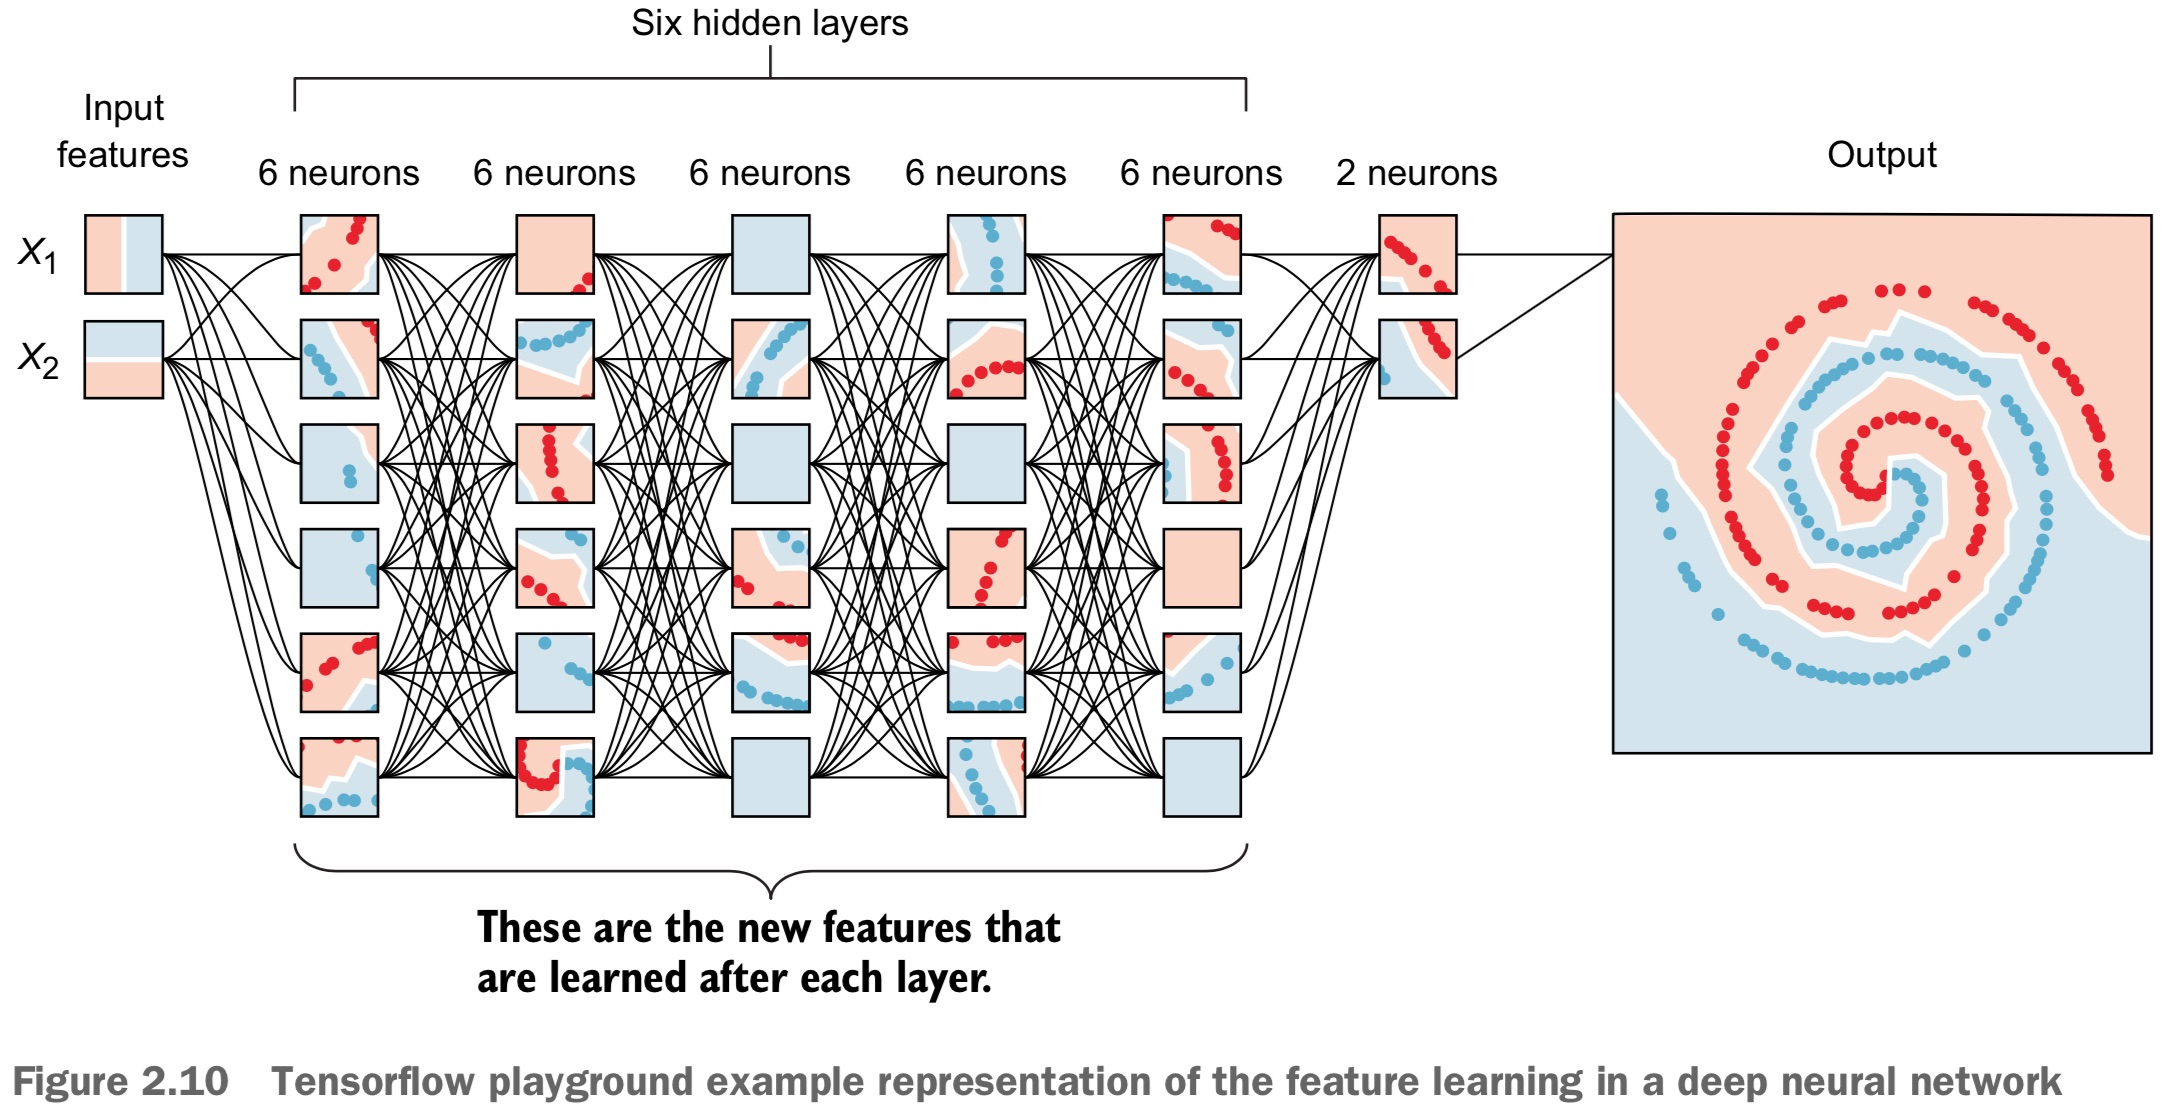 Six hidden layers
Input
features
6 neurons
6 neurons
6 neurons
6 neurons
6 neurons
2 neurons
Output
X1
X2
These are the new features that
are learned after each layer.
Figure 2.10 Tensorflow playground example representation of the feature learning in a deep neural network